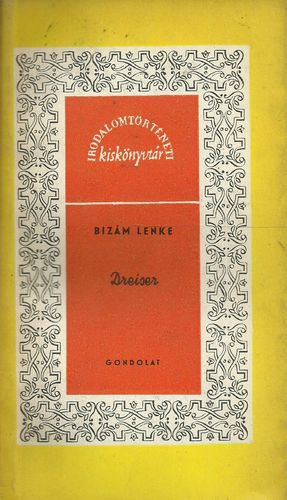 IRODALOMTÖRTÉNETI
kiskönyvtár
BIZÁM LENKE
Dreiser
GONDOLAT